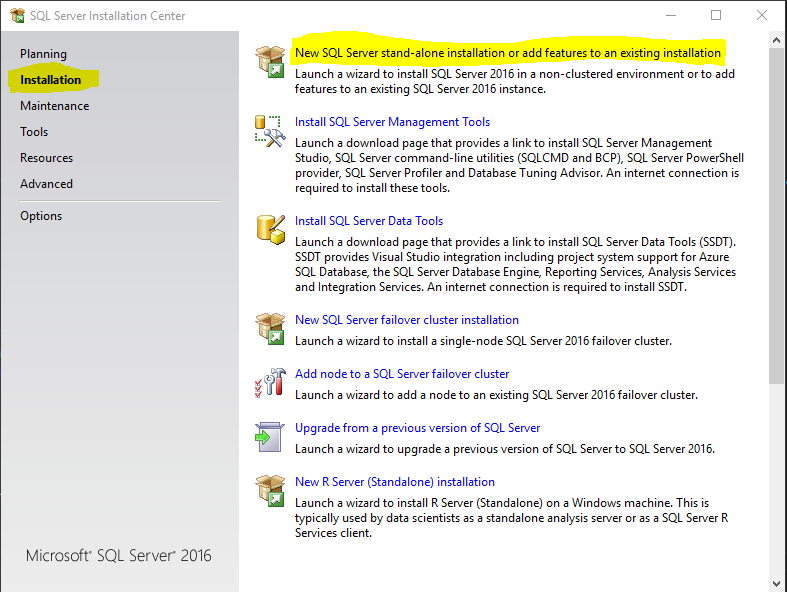 SQL Server Installation Center
Planning
Installation
Maintenance
Tools
Resources
Advanced
Options
Microsoft® SQL Server® 2016
New SQL Server stand-alone installation or add features to an existing installation
Launch a wizard to install SQL Server 2016 in a non-clustered environment or to add
features to an existing SQL Server 2016 instance.
Install SQL Server Management Tools
Launch a download page that provides a link to install SQL Server Management
Studio, SQL Server command-line utilities (SQLCMD and BCP), SQL Server PowerShell
provider, SQL Server Profiler and Database Tuning Advisor. An internet connection is
required to install these tools.
Install SQL Server Data Tools
Launch a download page that provides a link to install SQL Server Data Tools (SSDT).
SSDT provides Visual Studio integration including project system support for Azure
SQL Database, the SQL Server Database Engine, Reporting Services, Analysis Services
and Integration Services. An internet connection is required to install SSDT.
New SQL Server failover cluster installation
Launch a wizard to install a single-node SQL Server 2016 failover cluster.
Add node to a SQL Server failover cluster
Launch a wizard to add a node to an existing SQL Server 2016 failover cluster.
Upgrade from a previous version of SQL Server
Launch a wizard to upgrade a previous version of SQL Server to SQL Server 2016.
New R Server (Standalone) installation
Launch a wizard to install R Server (Standalone) on a Windows machine. This is
typically used by data scientists as a standalone analysis server or as a SQL Server R
Services client.